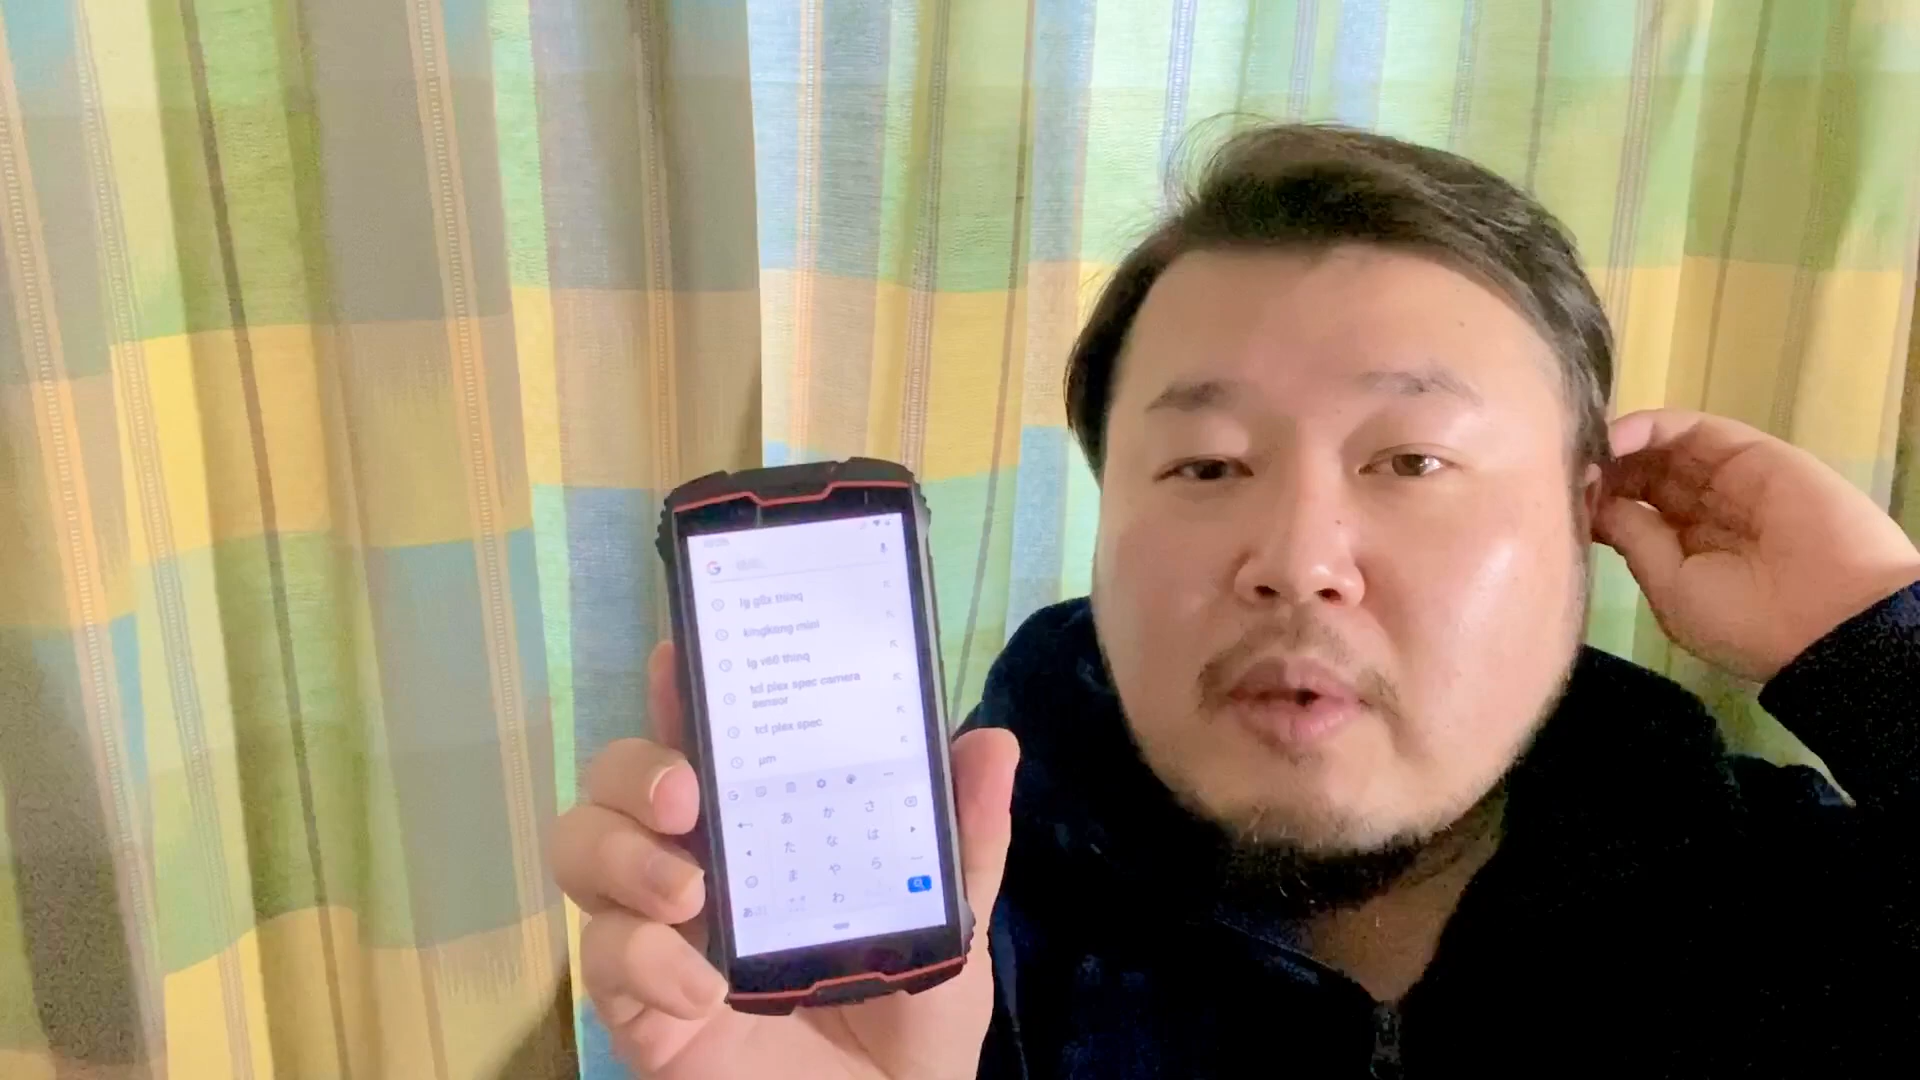 G
lg g8x thinq
kingkong mini
lg v60 thinq
tcl plex spec camera
sensor
tcl plex spec
μm
G
あ か さ
た な は
ま や ら
わ